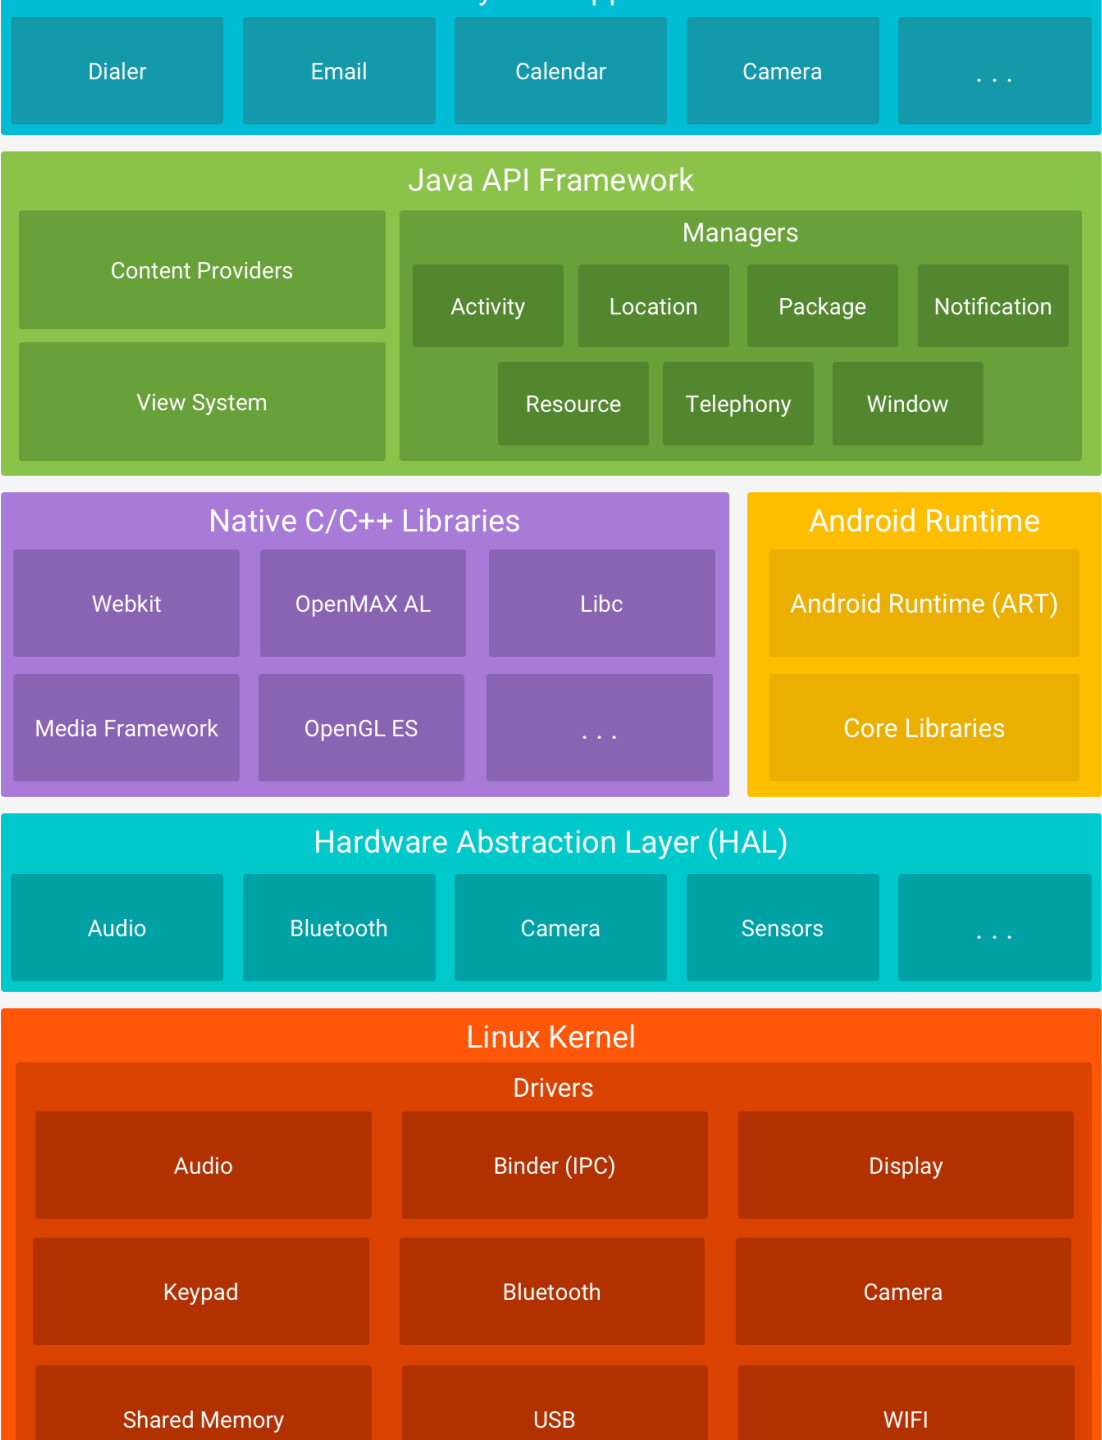 Dialer
Email
Calendar
Camera
. . .
Java API Framework
Content Providers
View System
Managers
Activity
Location
Package
Notification
Resource
Telephony
Window
Native C/C++ Libraries
Webkit
OpenMAX AL
Libc
Media Framework
OpenGL ES
. . .
Android Runtime
Android Runtime (ART)
Core Libraries
Hardware Abstraction Layer (HAL)
Audio
Bluetooth
Camera
Sensors
. . .
Linux Kernel
Drivers
Audio
Binder (IPC)
Display
Keypad
Bluetooth
Camera
Shared Memory
USB
WIFI